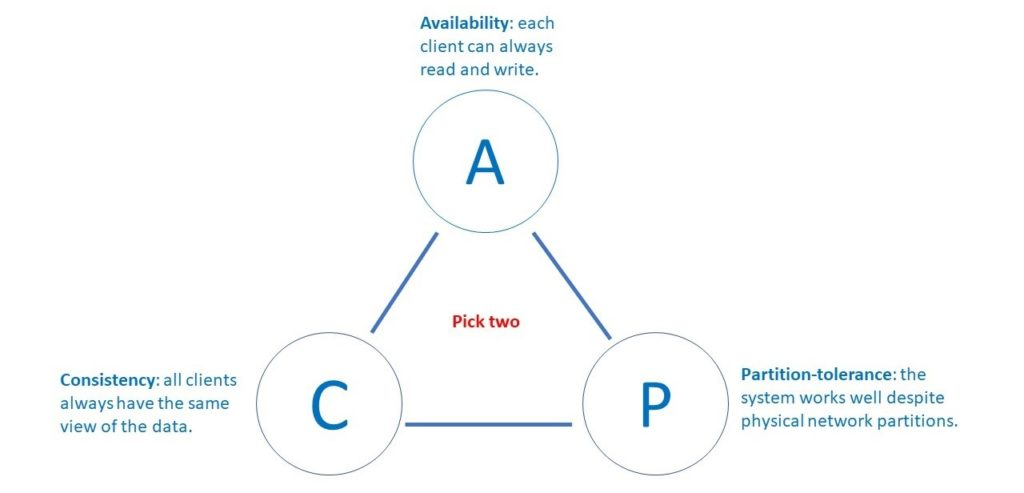 Availability: each
client can always
read and write.
A
Pick two
Consistency: all clients
always have the same
view of the data.
C
P
Partition-tolerance: the
system works well despite
physical network partitions.